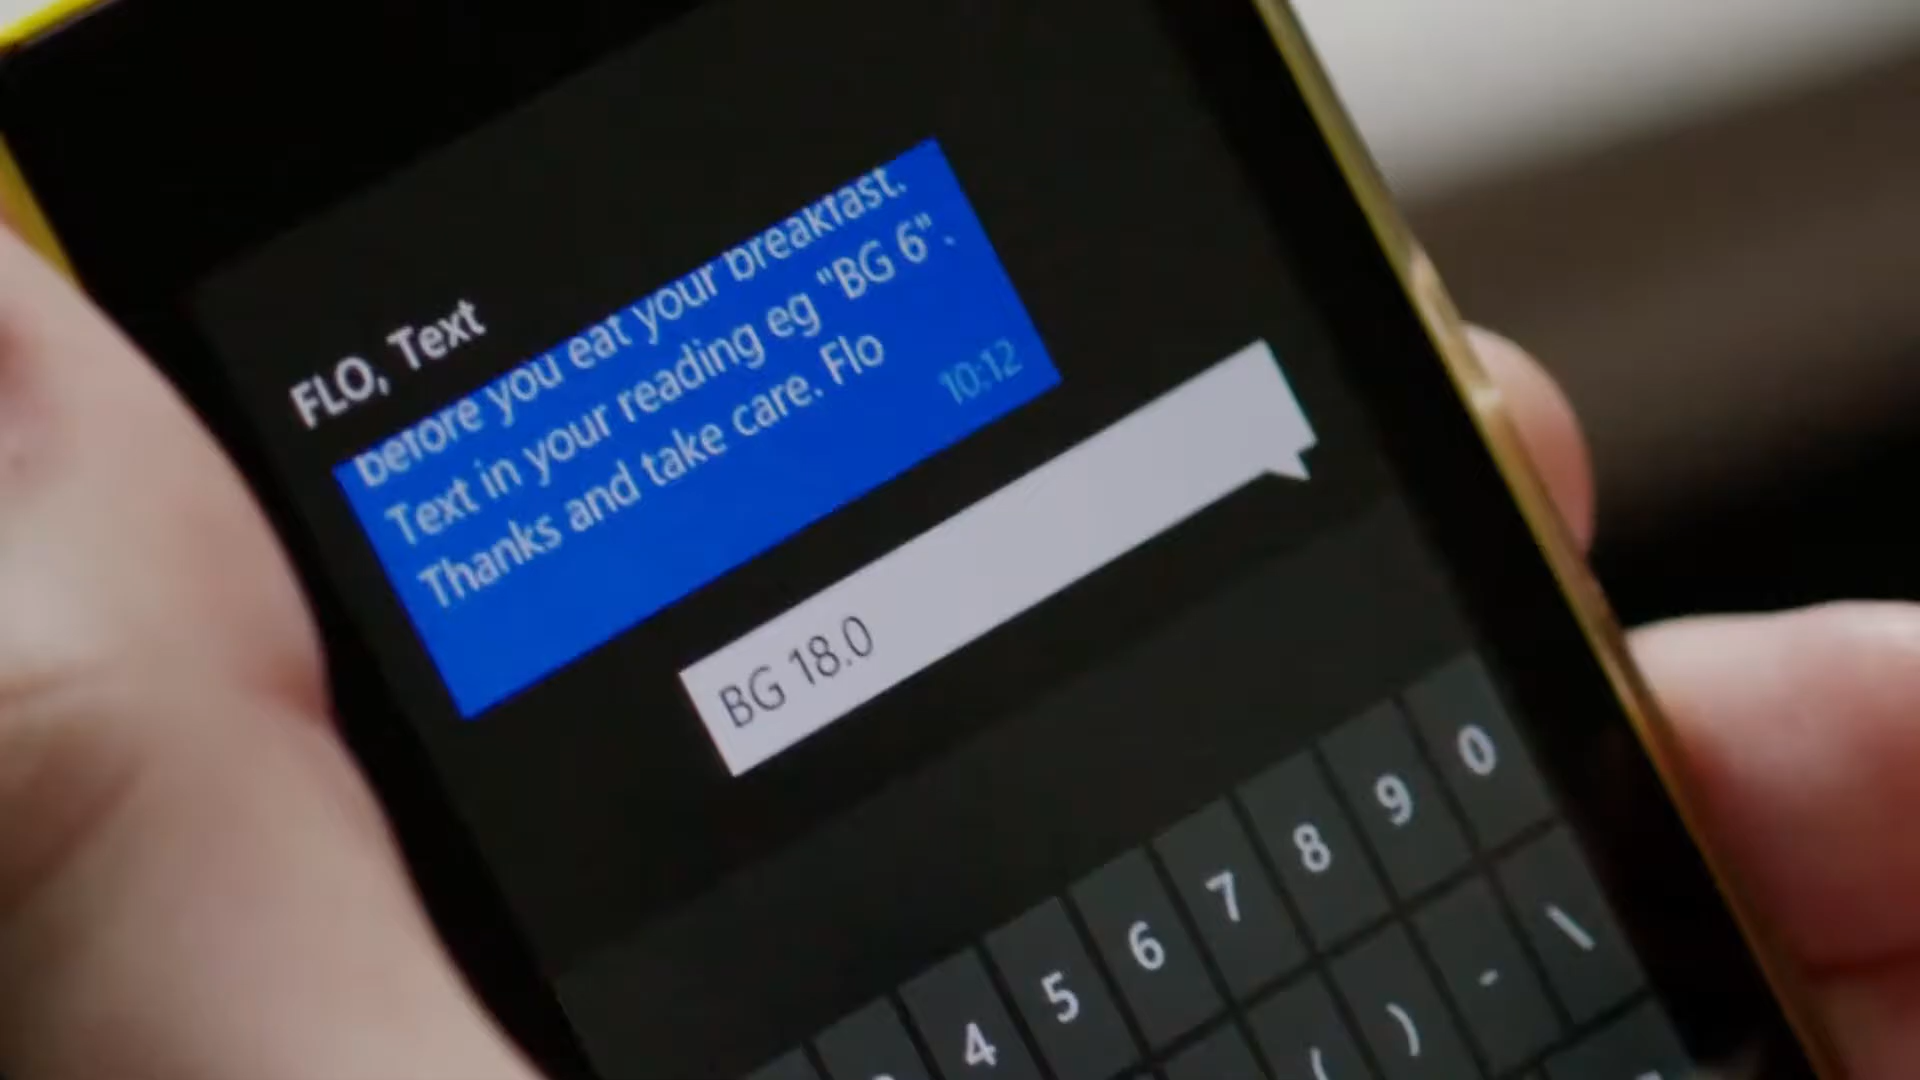 FLO, Text
before you eat your breakfast.
Text in your reading eg "BG 6".
Thanks and take care. Flo
10:12
BG 18.0
4 5 6 7 8 9 0
( ) - \